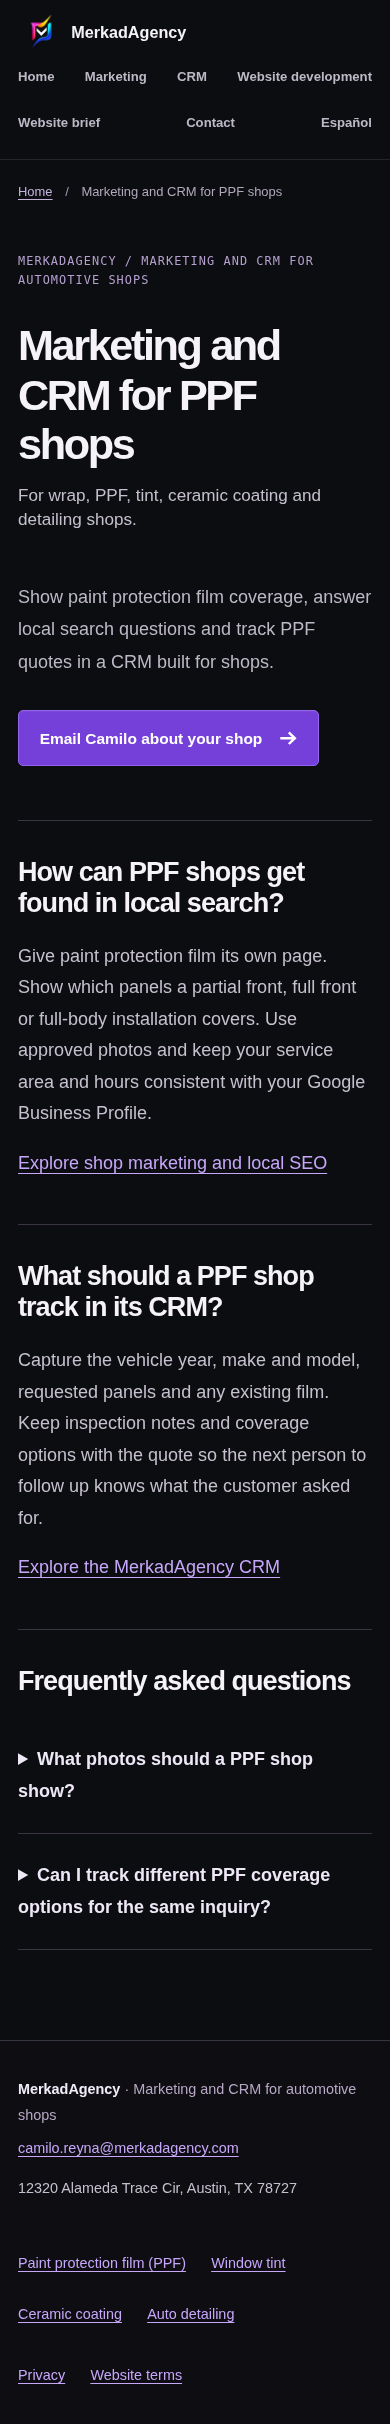 MerkadAgency
Home Marketing CRM Website development
Website brief Contact Español
Home / Marketing and CRM for PPF shops
MERKADAGENCY / MARKETING AND CRM FOR
AUTOMOTIVE SHOPS
Marketing and
CRM for PPF
shops
For wrap, PPF, tint, ceramic coating and
detailing shops.
Show paint protection film coverage, answer
local search questions and track PPF
quotes in a CRM built for shops.
Email Camilo about your shop →
How can PPF shops get
found in local search?
Give paint protection film its own page.
Show which panels a partial front, full front
or full-body installation covers. Use
approved photos and keep your service
area and hours consistent with your Google
Business Profile.
Explore shop marketing and local SEO
What should a PPF shop
track in its CRM?
Capture the vehicle year, make and model,
requested panels and any existing film.
Keep inspection notes and coverage
options with the quote so the next person to
follow up knows what the customer asked
for.
Explore the MerkadAgency CRM
Frequently asked questions
▶ What photos should a PPF shop
show?
▶ Can I track different PPF coverage
options for the same inquiry?
MerkadAgency · Marketing and CRM for automotive
shops
camilo.reyna@merkadagency.com
12320 Alameda Trace Cir, Austin, TX 78727
Paint protection film (PPF) Window tint
Ceramic coating Auto detailing
Privacy Website terms